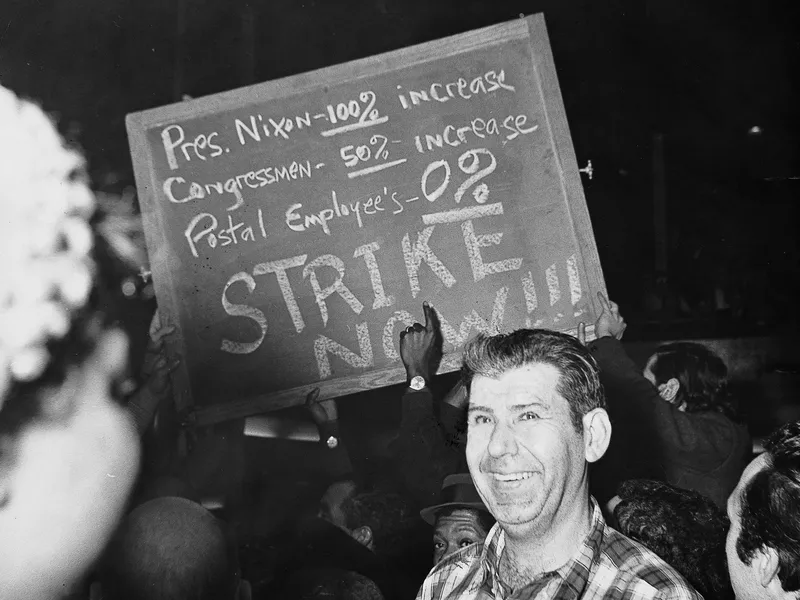 Pres. Nixon-100% increase
Congressmen- 50% increase
Postal Employee's-0%
STRIKE
NOW!!!